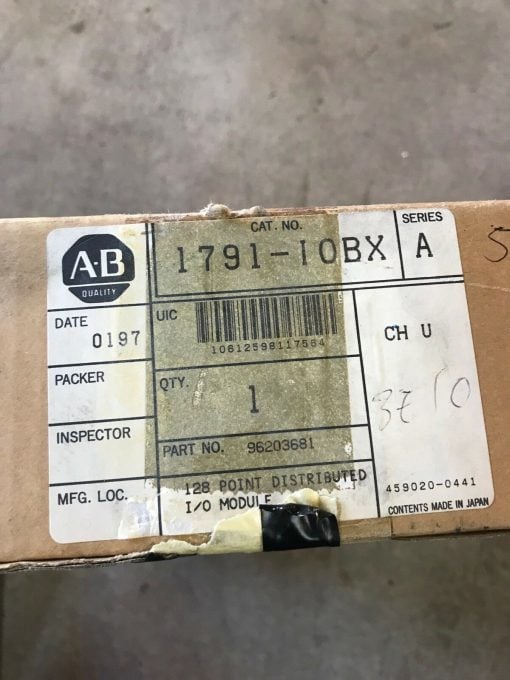 A-B
QUALITY
CAT. NO.
1791-IOBX
SERIES
A
DATE
0197
UIC
10612598117584
CH U
PACKER
QTY.
1
INSPECTOR
PART NO. 96203681
MFG. LOC.
128 POINT DISTRIBUTED
I/O MODULE
459020-0441
CONTENTS MADE IN JAPAN